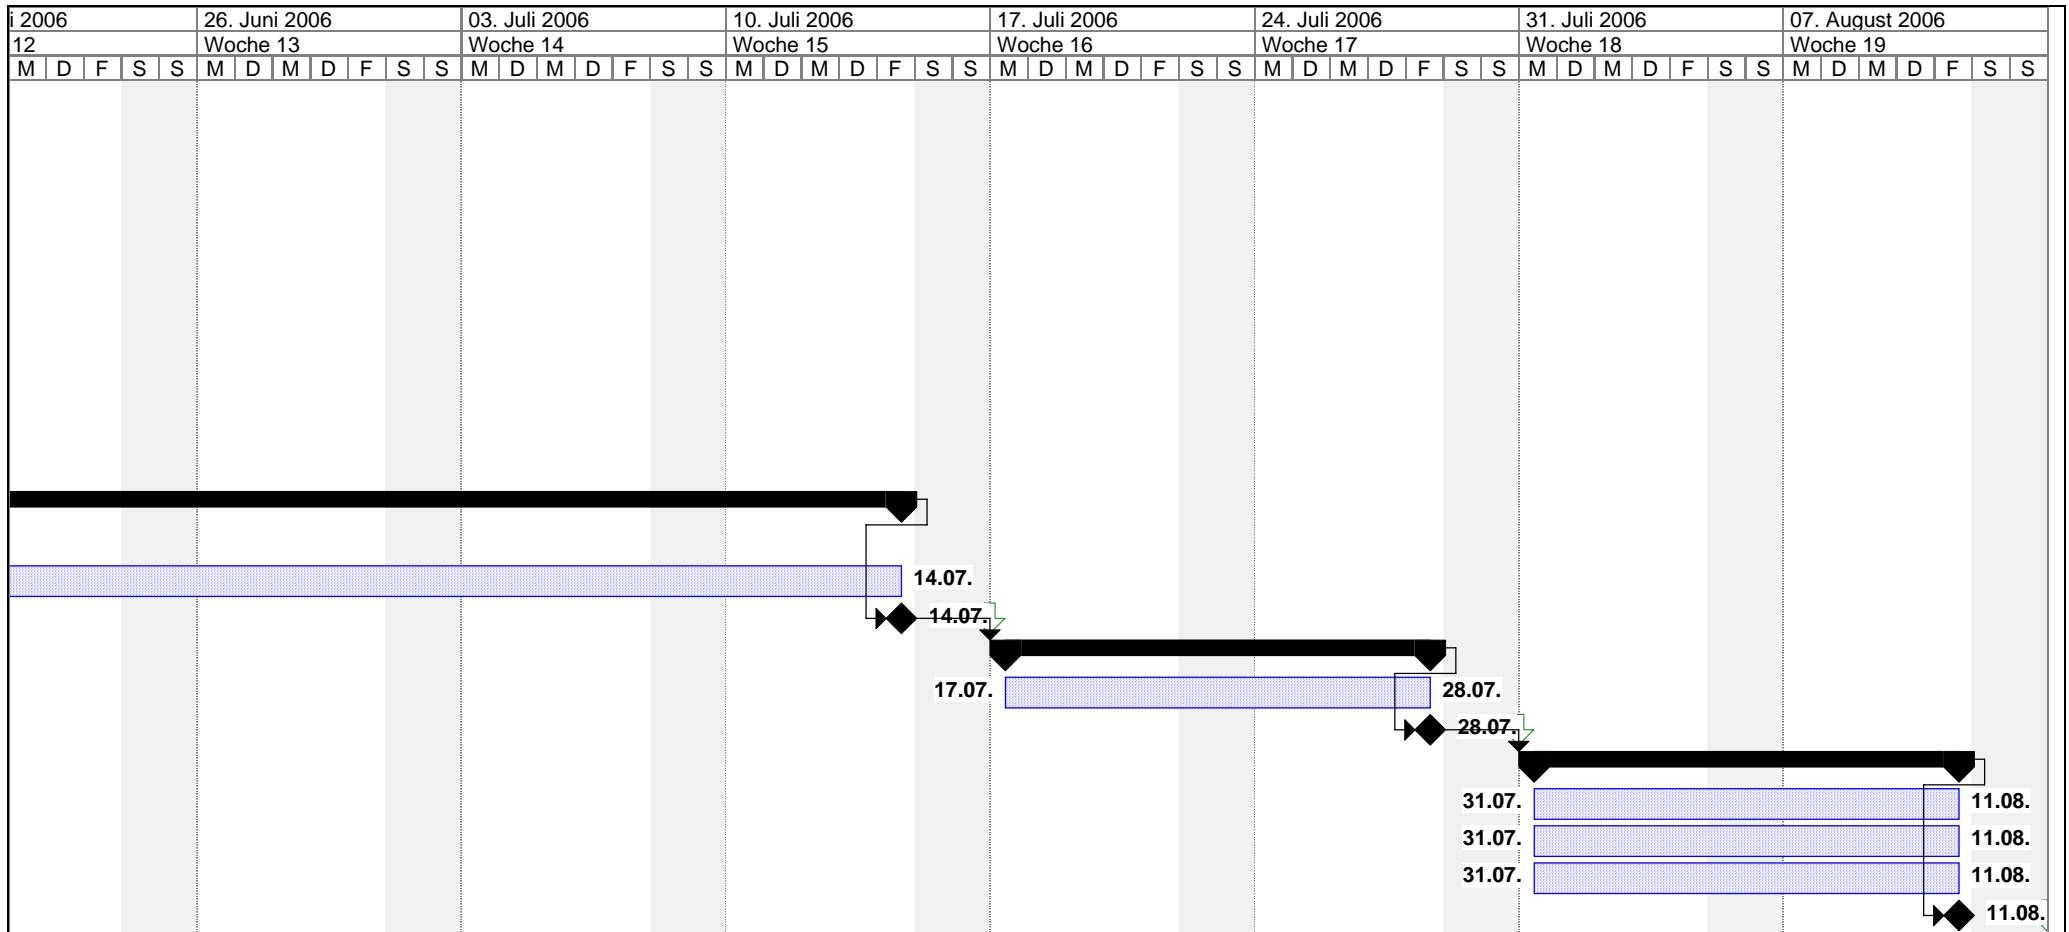 i 2006 26. Juni 2006 03. Juli 2006 10. Juli 2006 17. Juli 2006 24. Juli 2006 31. Juli 2006 07. August 2006
12 Woche 13 Woche 14 Woche 15 Woche 16 Woche 17 Woche 18 Woche 19
M D F S S M D M D F S S M D M D F S S M D M D F S S M D M D F S S M D M D F S S M D M D F S S M D M D F S S
14.07.
14.07.
17.07. 28.07.
28.07.
31.07. 11.08.
31.07. 11.08.
31.07. 11.08.
11.08.